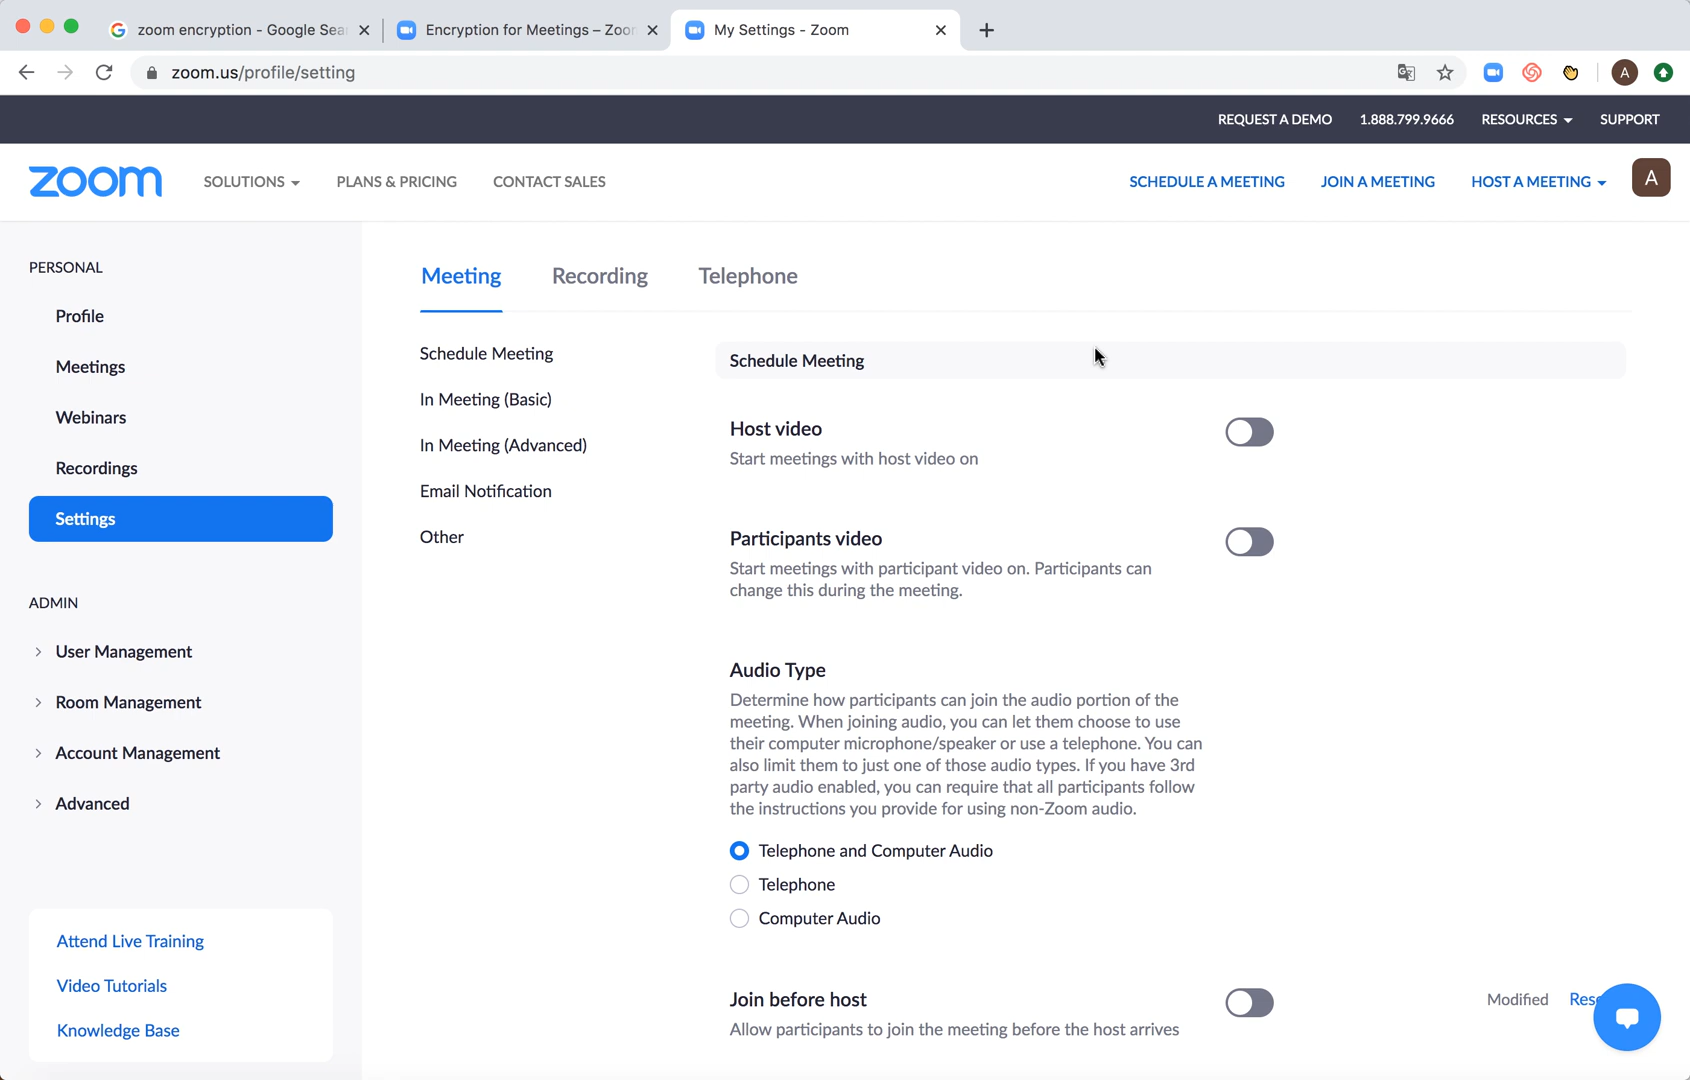 zoom encryption - Google Sea
Encryption for Meetings – Zoor
My Settings - Zoom
zoom.us/profile/setting
A
REQUEST A DEMO
1.888.799.9666
RESOURCES
SUPPORT
zoom
SOLUTIONS
PLANS & PRICING
CONTACT SALES
SCHEDULE A MEETING
JOIN A MEETING
HOST A MEETING
A
PERSONAL
Profile
Meetings
Webinars
Recordings
Settings
ADMIN
User Management
Room Management
Account Management
Advanced
Attend Live Training
Video Tutorials
Knowledge Base
Meeting
Recording
Telephone
Schedule Meeting
In Meeting (Basic)
In Meeting (Advanced)
Email Notification
Other
Schedule Meeting
Host video
Start meetings with host video on
Participants video
Start meetings with participant video on. Participants can
change this during the meeting.
Audio Type
Determine how participants can join the audio portion of the
meeting. When joining audio, you can let them choose to use
their computer microphone/speaker or use a telephone. You can
also limit them to just one of those audio types. If you have 3rd
party audio enabled, you can require that all participants follow
the instructions you provide for using non-Zoom audio.
Telephone and Computer Audio
Telephone
Computer Audio
Join before host
Allow participants to join the meeting before the host arrives
Modified
Res